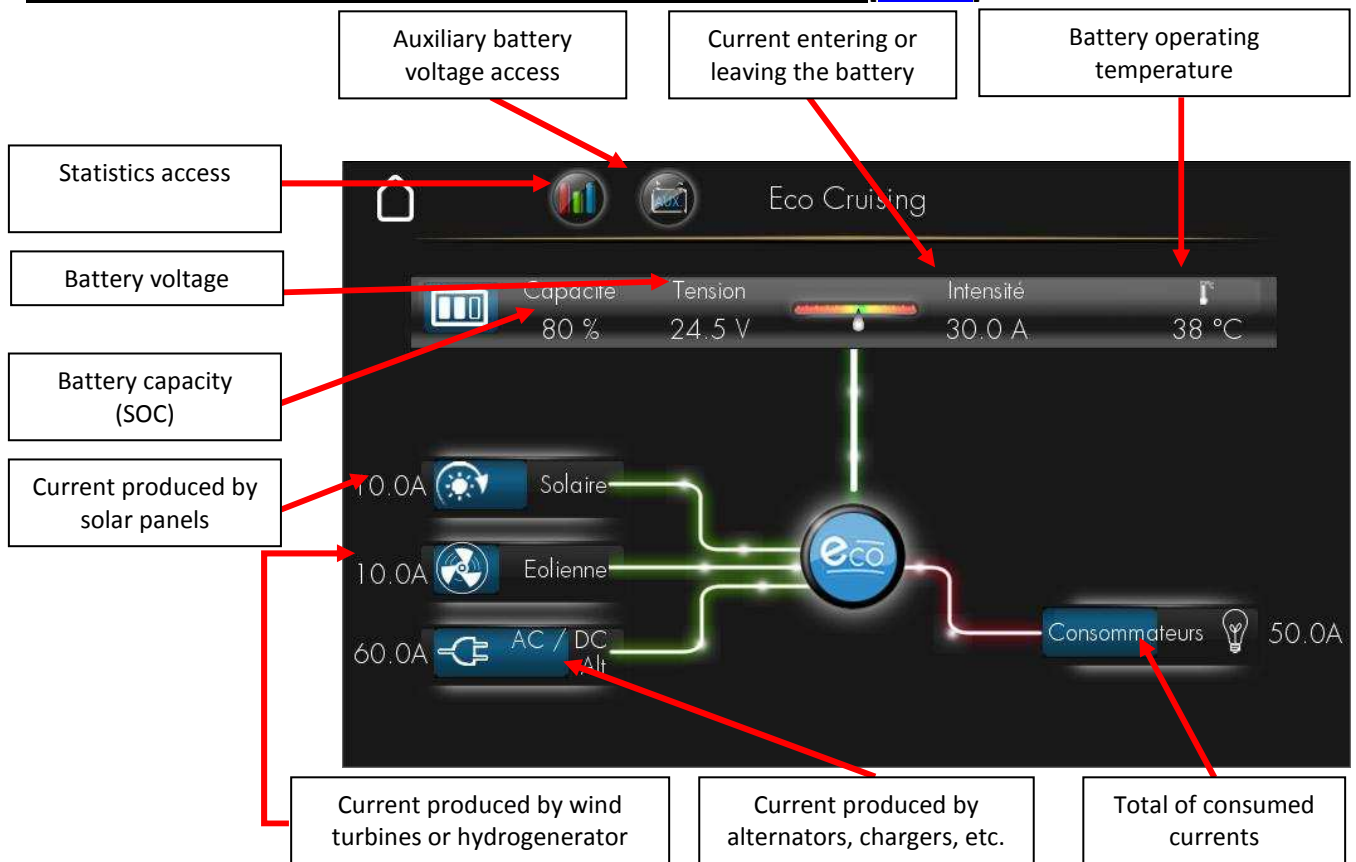 Auxiliary battery
voltage access
Current entering or
leaving the battery
Battery operating
temperature
Statistics access
AUX
Eco Cruising
Battery voltage
Capacité
Tension
Intensité
80 %
24.5 V
30.0 A
38 °C
Battery capacity
(SOC)
Current produced by
solar panels
Solaire
10.0A
Eolienne
eco
60.0A
AC / DC
Alt
Consommateurs
50.0A
Current produced by wind
turbines or hydrogenerator
Current produced by
alternators, chargers, etc.
Total of consumed
currents